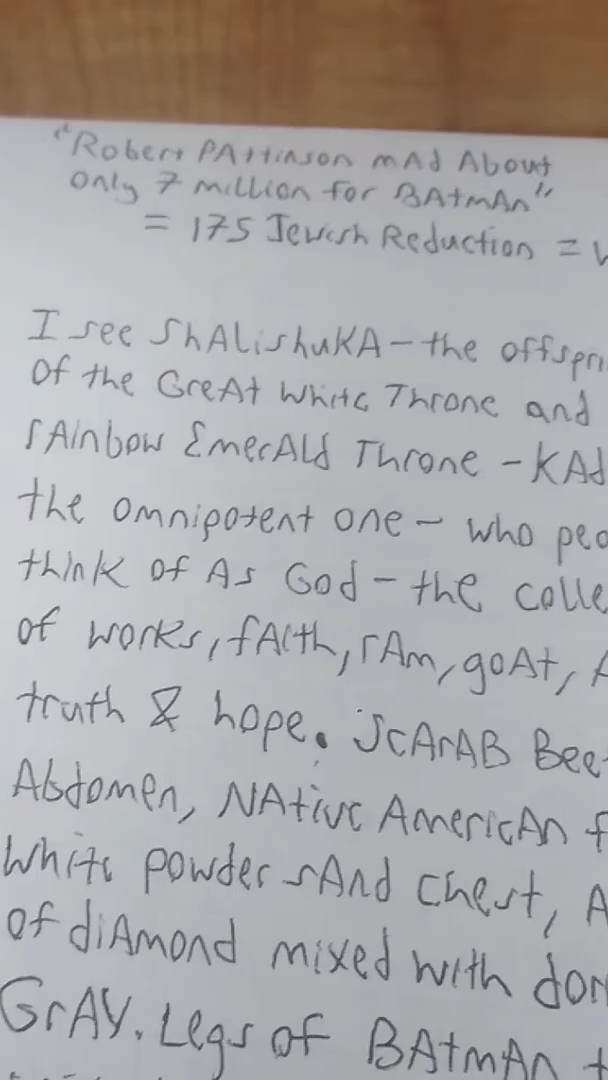 "Robert PAttinson mAd About
only 7 million for BAtmAn"
= 175 Jewish Reduction =
I see ShALishuKA - the offspri
Of the GreAt White Throne and
rAinbow EmerAld Throne - KAd
the omnipotent one - who peo
think of As God - the colle
of works, fAith, rAm, goAt,
truth & hope. ScArAB Bee
Abdomen, NAtive AmericAn f
White powder sAnd chest, A
of diAmond mixed with don
GrAy. Legs of BAtmAn t